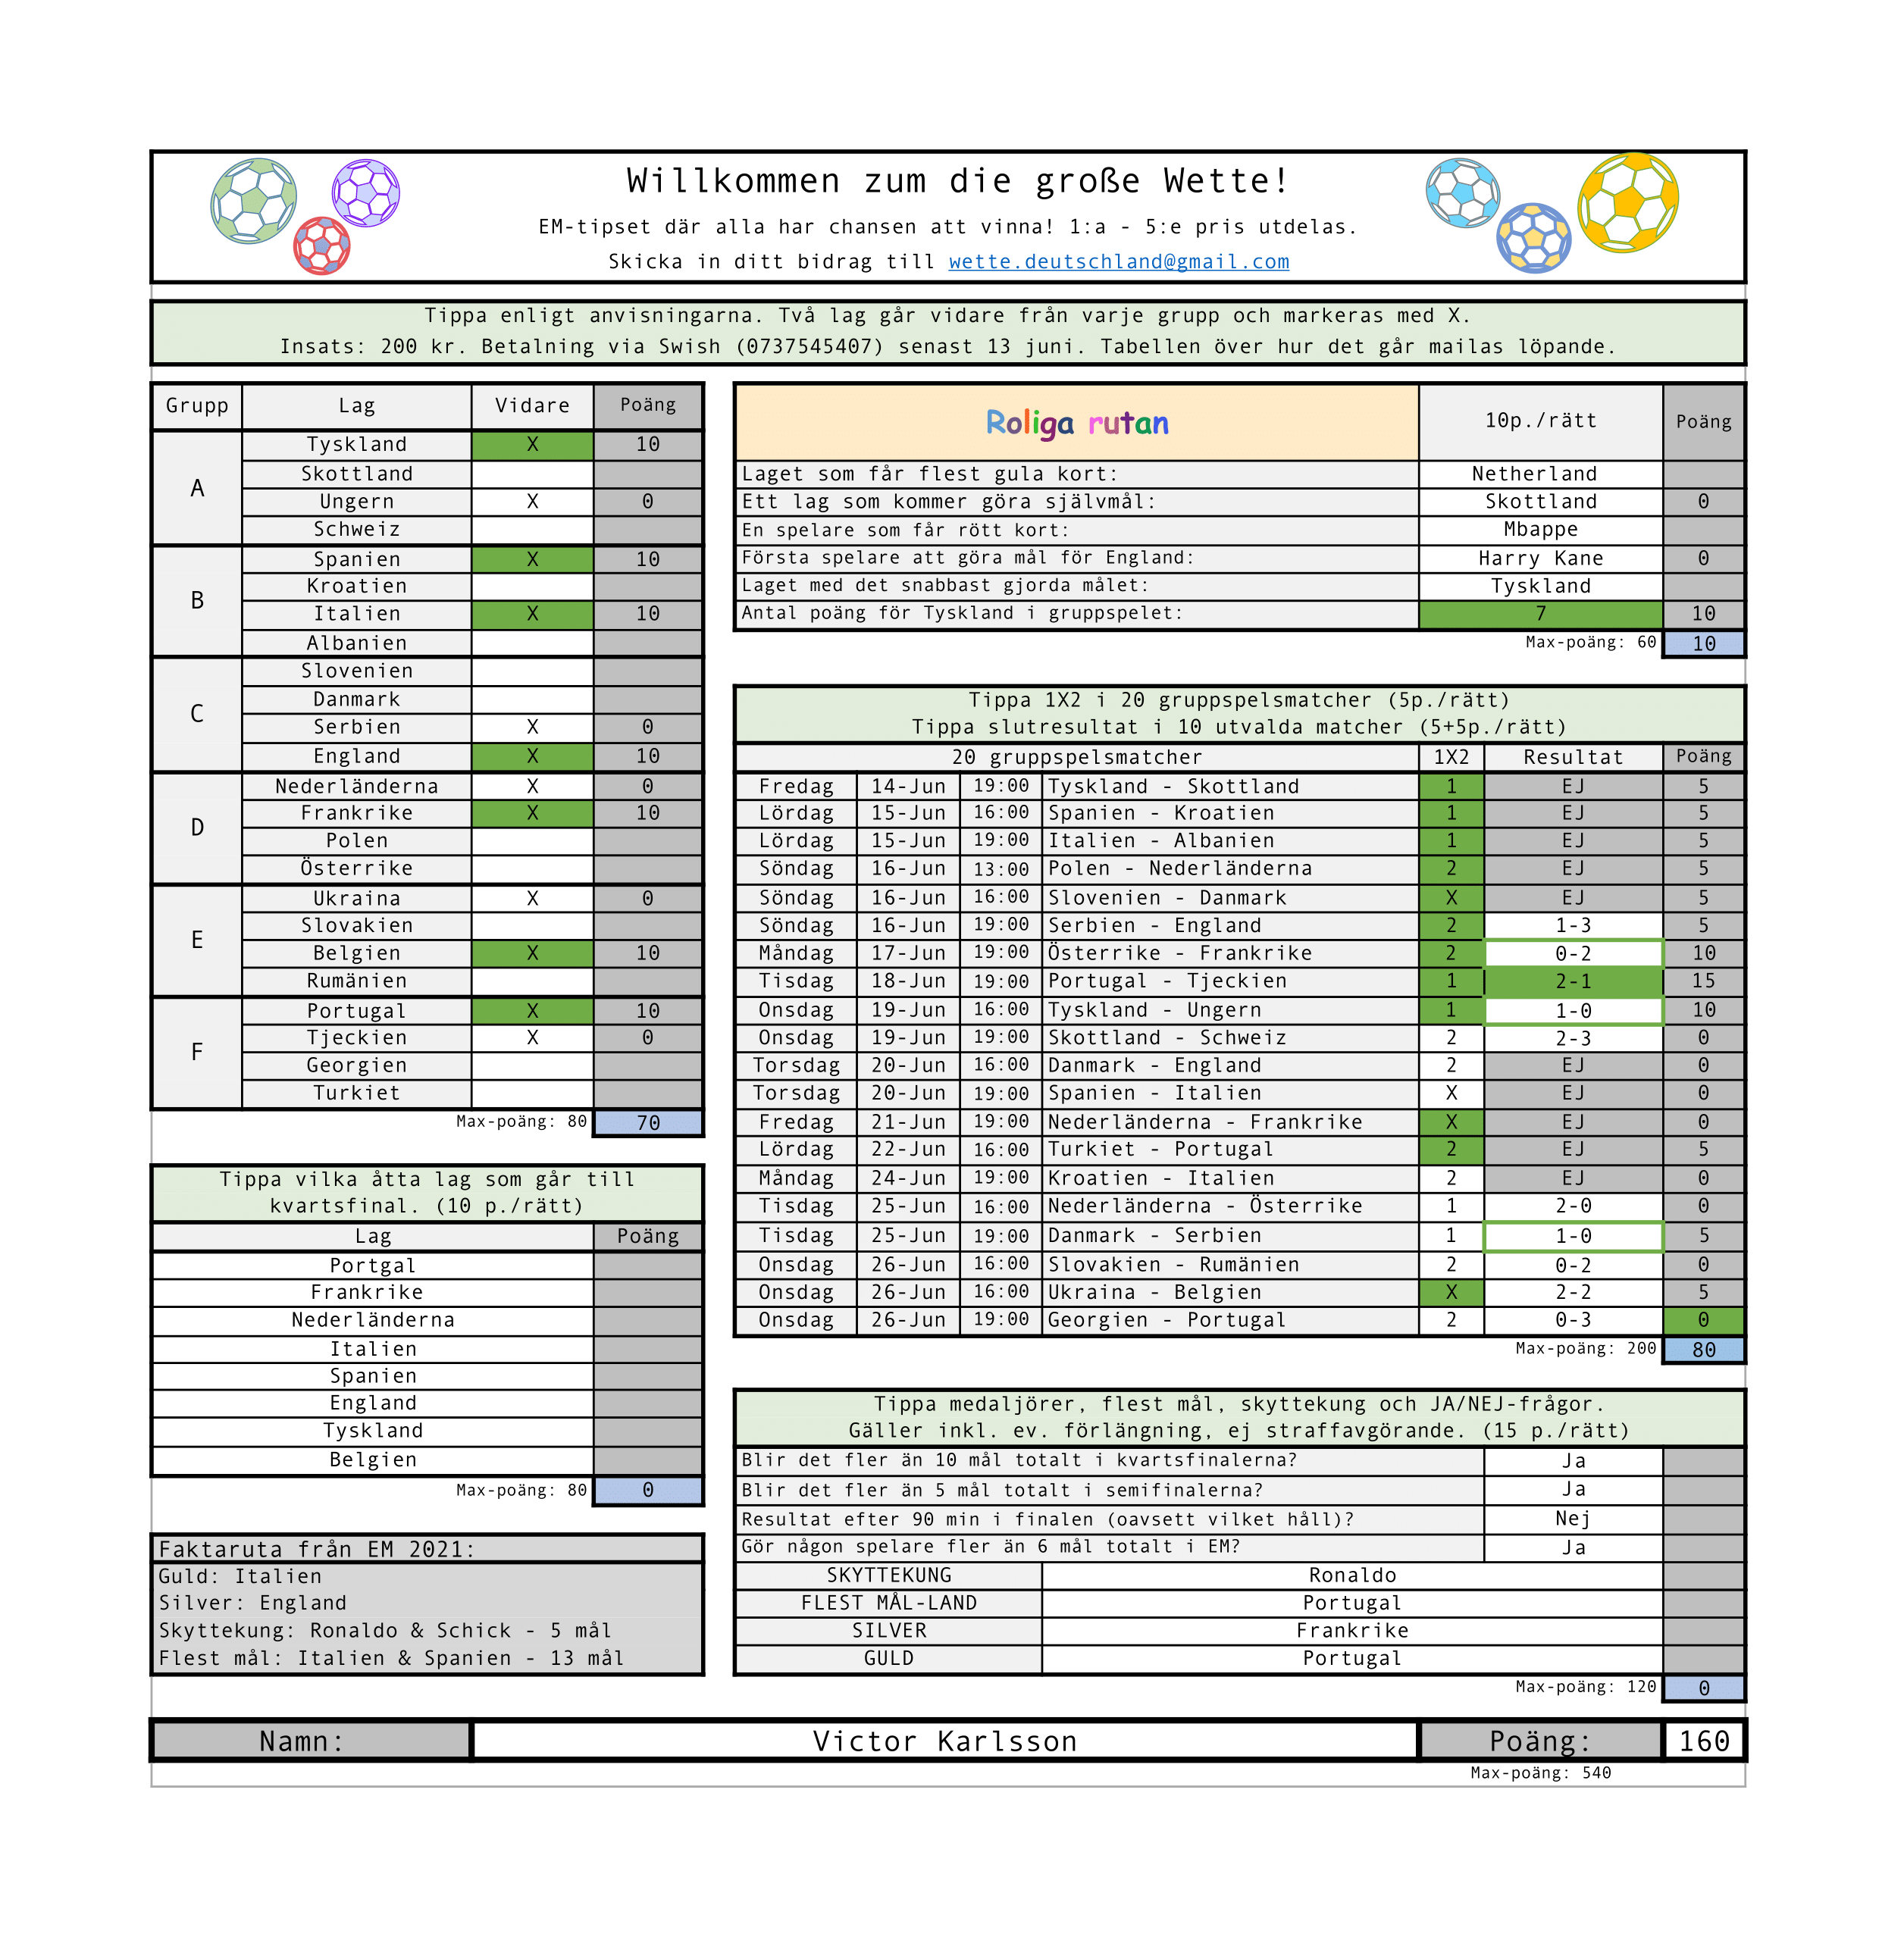 Willkommen zum die große Wette!
EM-tipset där alla har chansen att vinna! 1:a - 5:e pris utdelas.
Skicka in ditt bidrag till wette.deutschland@gmail.com
Tippa enligt anvisningarna. Två lag går vidare från varje grupp och markeras med X.
Insats: 200 kr. Betalning via Swish (0737545407) senast 13 juni. Tabellen över hur det går mailas löpande.
Grupp Lag Vidare Poäng
A
Tyskland X 10
Skottland
Ungern X 0
Schweiz
B
Spanien X 10
Kroatien
Italien X 10
Albanien
C
Slovenien
Danmark
Serbien X 0
England X 10
D
Nederländerna X 0
Frankrike X 10
Polen
Österrike
E
Ukraina X 0
Slovakien
Belgien X 10
Rumänien
F
Portugal X 10
Tjeckien X 0
Georgien
Turkiet
Max-poäng: 80 70
Tippa vilka åtta lag som går till
kvartsfinal. (10 p./rätt)
Lag Poäng
Portgal
Frankrike
Nederländerna
Italien
Spanien
England
Tyskland
Belgien
Max-poäng: 80 0
Faktaruta från EM 2021:
Guld: Italien
Silver: England
Skyttekung: Ronaldo & Schick - 5 mål
Flest mål: Italien & Spanien - 13 mål
Roliga rutan 10p./rätt Poäng
Laget som får flest gula kort: Netherland
Ett lag som kommer göra självmål: Skottland 0
En spelare som får rött kort: Mbappe
Första spelare att göra mål för England: Harry Kane 0
Laget med det snabbast gjorda målet: Tyskland
Antal poäng för Tyskland i gruppspelet: 7 10
Max-poäng: 60 10
Tippa 1X2 i 20 gruppspelsmatcher (5p./rätt)
Tippa slutresultat i 10 utvalda matcher (5+5p./rätt)
20 gruppspelsmatcher 1X2 Resultat Poäng
Fredag 14-Jun 19:00 Tyskland - Skottland 1 EJ 5
Lördag 15-Jun 16:00 Spanien - Kroatien 1 EJ 5
Lördag 15-Jun 19:00 Italien - Albanien 1 EJ 5
Söndag 16-Jun 13:00 Polen - Nederländerna 2 EJ 5
Söndag 16-Jun 16:00 Slovenien - Danmark X EJ 5
Söndag 16-Jun 19:00 Serbien - England 2 1-3 5
Måndag 17-Jun 19:00 Österrike - Frankrike 2 0-2 10
Tisdag 18-Jun 19:00 Portugal - Tjeckien 1 2-1 15
Onsdag 19-Jun 16:00 Tyskland - Ungern 1 1-0 10
Onsdag 19-Jun 19:00 Skottland - Schweiz 2 2-3 0
Torsdag 20-Jun 16:00 Danmark - England 2 EJ 0
Torsdag 20-Jun 19:00 Spanien - Italien X EJ 0
Fredag 21-Jun 19:00 Nederländerna - Frankrike X EJ 0
Lördag 22-Jun 16:00 Turkiet - Portugal 2 EJ 5
Måndag 24-Jun 19:00 Kroatien - Italien 2 EJ 0
Tisdag 25-Jun 16:00 Nederländerna - Österrike 1 2-0 0
Tisdag 25-Jun 19:00 Danmark - Serbien 1 1-0 5
Onsdag 26-Jun 16:00 Slovakien - Rumänien 2 0-2 0
Onsdag 26-Jun 16:00 Ukraina - Belgien X 2-2 5
Onsdag 26-Jun 19:00 Georgien - Portugal 2 0-3 0
Max-poäng: 200 80
Tippa medaljörer, flest mål, skyttekung och JA/NEJ-frågor.
Gäller inkl. ev. förlängning, ej straffavgörande. (15 p./rätt)
Blir det fler än 10 mål totalt i kvartsfinalerna? Ja
Blir det fler än 5 mål totalt i semifinalerna? Ja
Resultat efter 90 min i finalen (oavsett vilket håll)? Nej
Gör någon spelare fler än 6 mål totalt i EM? Ja
SKYTTEKUNG Ronaldo
FLEST MÅL-LAND Portugal
SILVER Frankrike
GULD Portugal
Max-poäng: 120 0
Namn: Victor Karlsson Poäng: 160
Max-poäng: 540